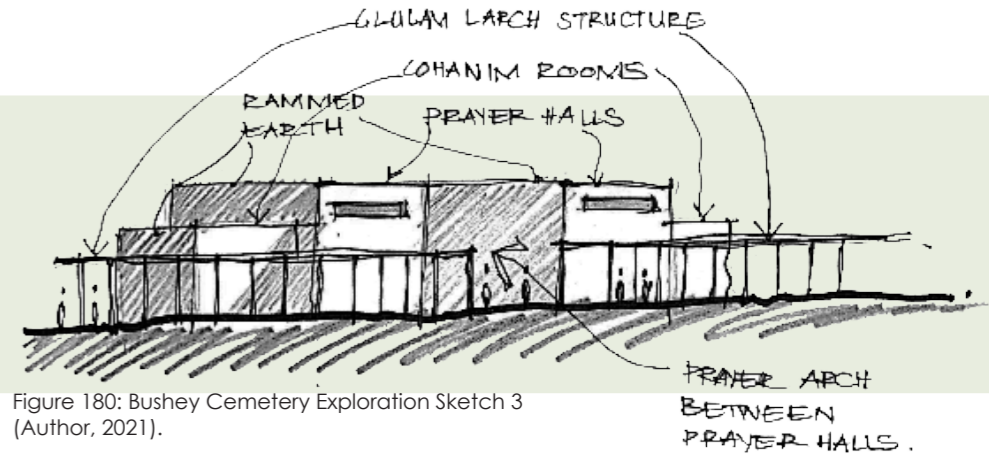 GLULAM LARCH STRUCTURE
COHANIM ROOMS
RAMMED
EARTH
PRAYER HALLS
PRAYER ARCH
BETWEEN
PRAYER HALLS.
Figure 180: Bushey Cemetery Exploration Sketch 3
(Author, 2021).